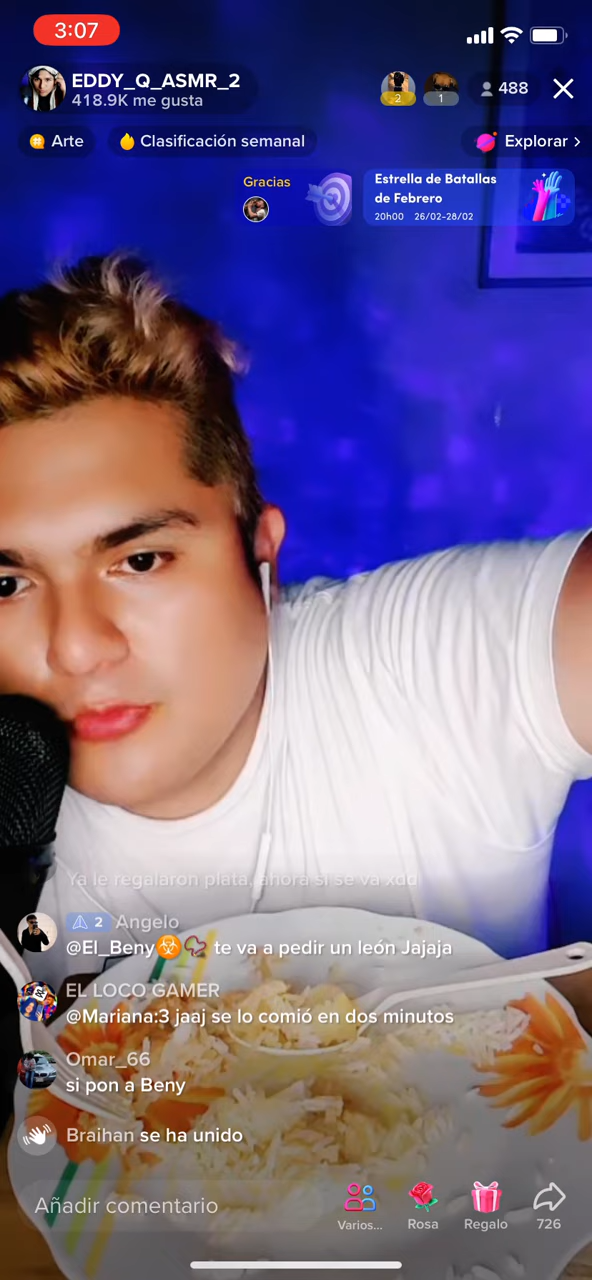 3:07
EDDY_Q_ASMR_2
418.9K me gusta
2
1
488
Arte
Clasificación semanal
Explorar >
Gracias
Estrella de Batallas
de Febrero
20h00 26/02-28/02
Ya le regalaron plata, ahora si se va xdd
2 Angelo
@El_Beny☣️📿 te va a pedir un león Jajaja
EL LOCO GAMER
@Mariana:3 jaaj se lo comió en dos minutos
Omar_66
si pon a Beny
Braihan se ha unido
Añadir comentario
Varios...
Rosa
Regalo
726